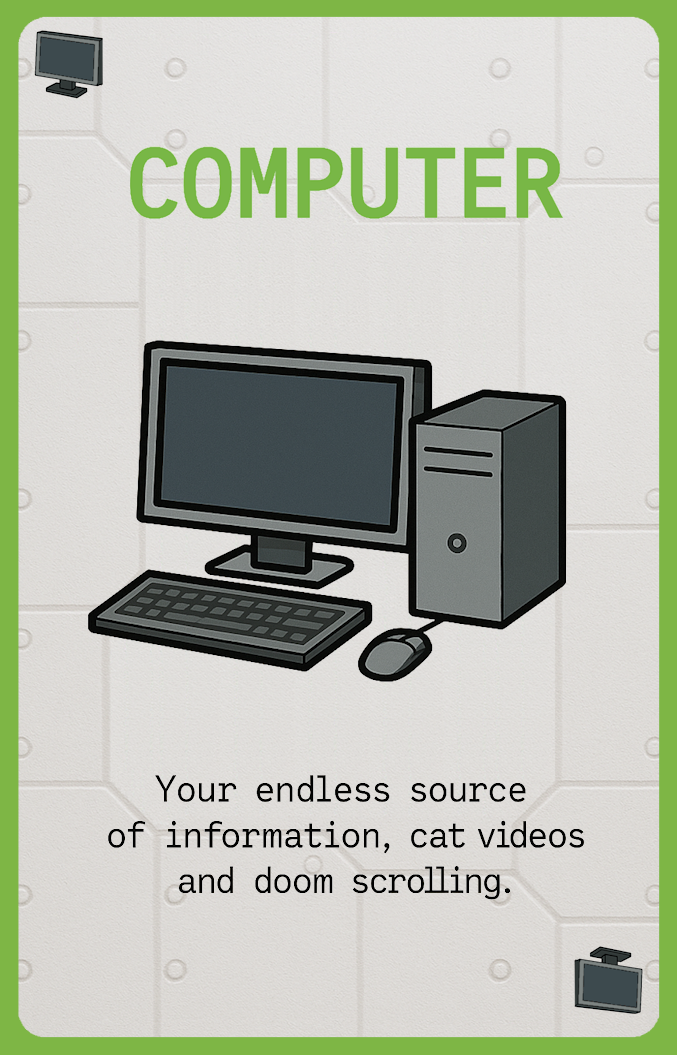 COMPUTER
Your endless source
of information, cat videos
and doom scrolling.